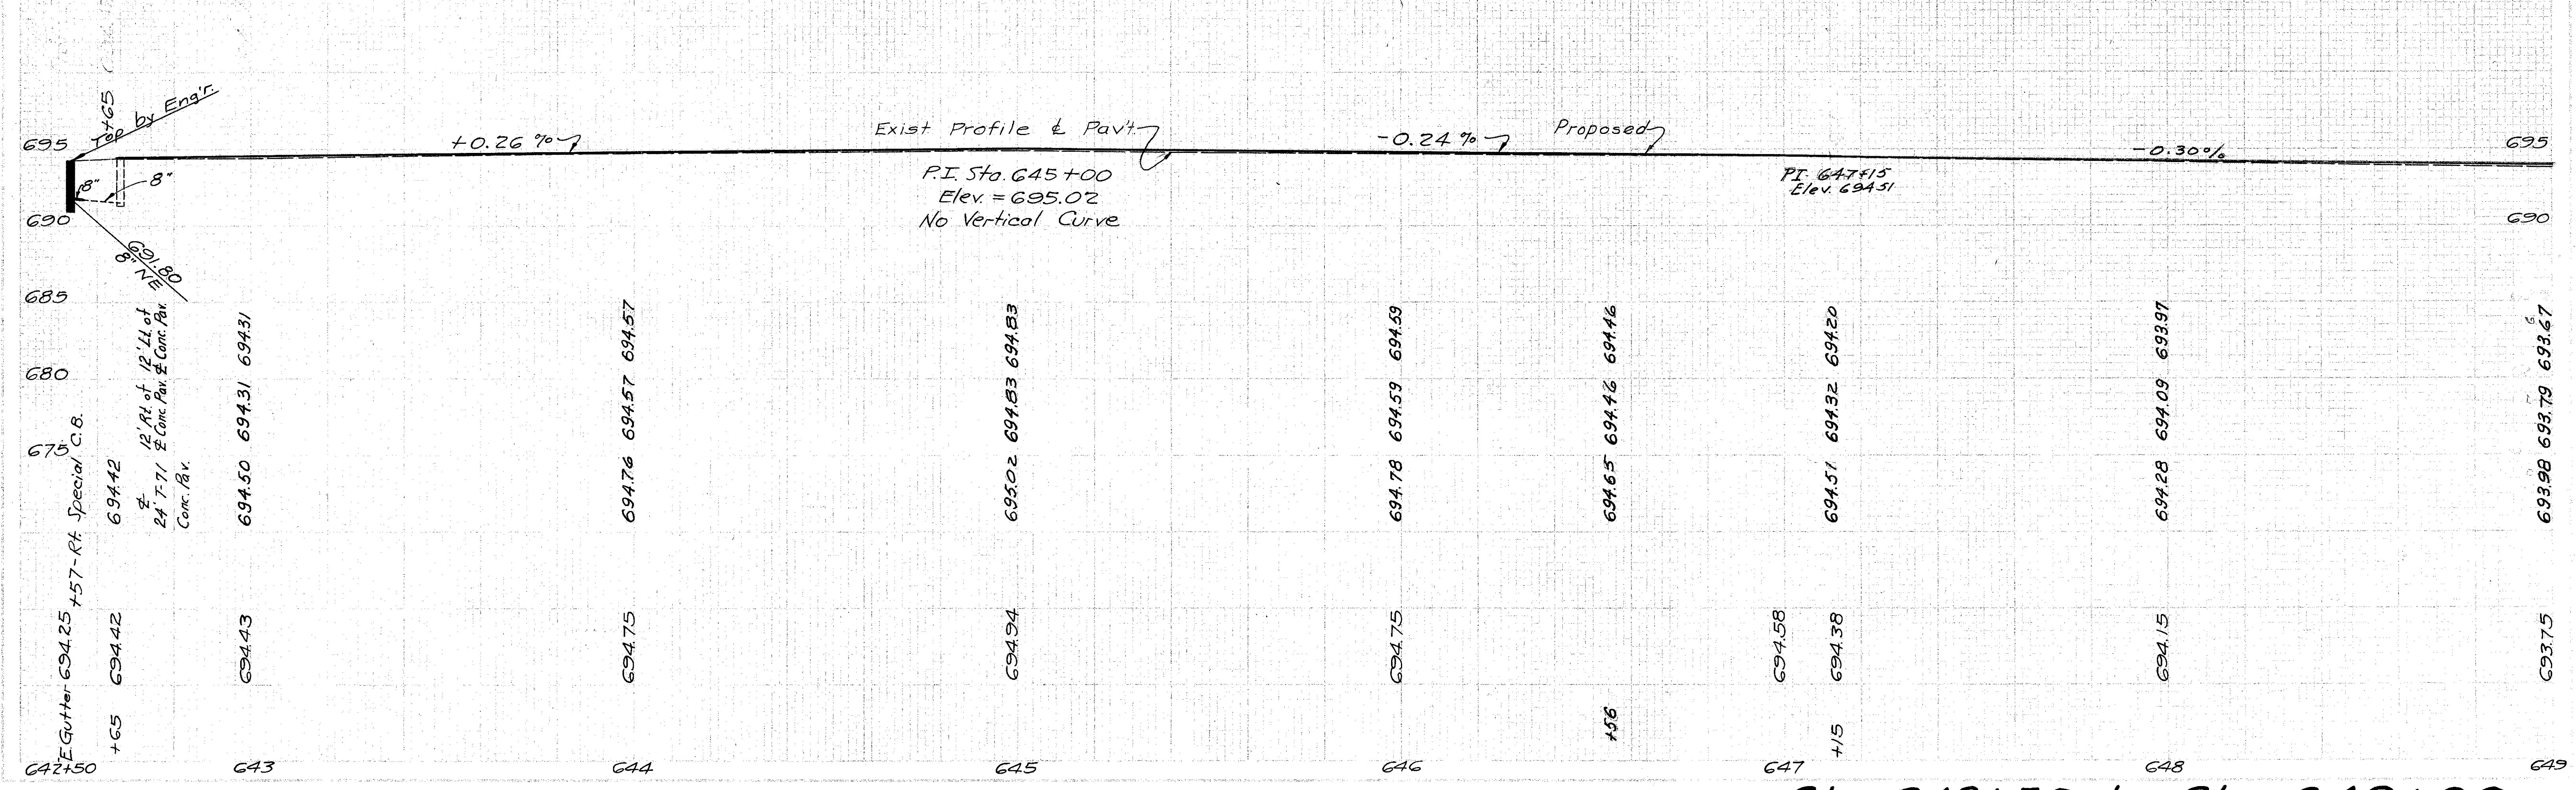 +65
Top by Eng'r.
695
+0.26 %
Exist Profile ₵ Pav't
-0.24 %
Proposed
-0.30%
695
8"
8"
P.I. Sta. 645+00
Elev. = 695.02
No Vertical Curve
PI. 647+15
Elev. 694.51
690
690
691.80
8" NE
685
680
675
+57-Rt. Special C.B.
694.42
℄
24' 7-71
Conc. Pav.
12' Rt. of
℄ Conc. Pav.
12' Lt. of
℄ Conc. Pav.
694.50 694.31 694.31
694.76 694.57 694.57
695.02 694.83 694.83
694.78 694.59 694.59
694.65 694.46 694.46
694.51 694.32 694.20
694.28 694.09 693.97
693.98 693.79 693.67
E Gutter 694.25
694.42
694.43
694.75
694.94
694.75
694.58
694.38
694.15
693.75
+65
+56
+15
642+50
643
644
645
646
647
648
649